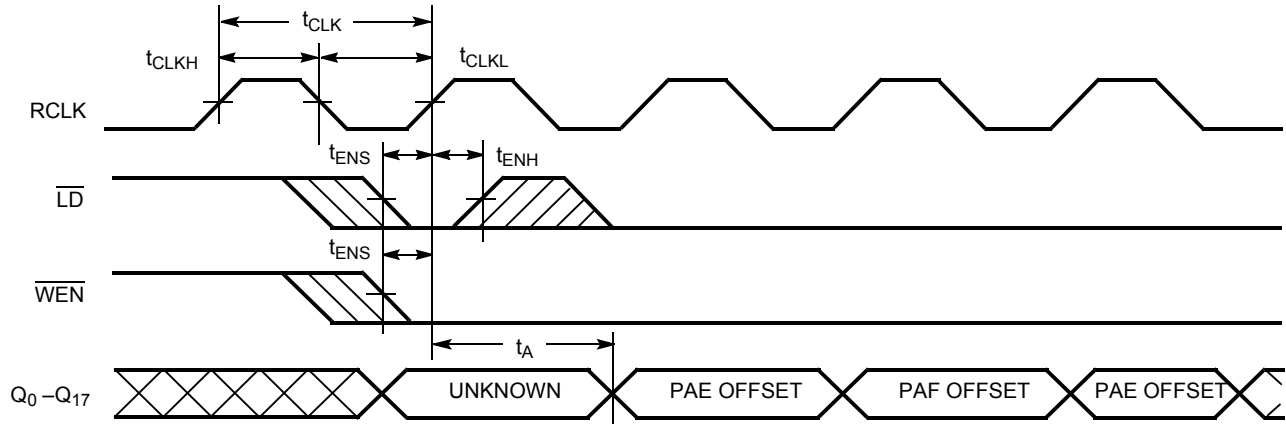 tCLK
tCLKH
tCLKL
RCLK
tENS
tENH
LD
tENS
WEN
tA
Q0 –Q17
UNKNOWN
PAE OFFSET
PAF OFFSET
PAE OFFSET